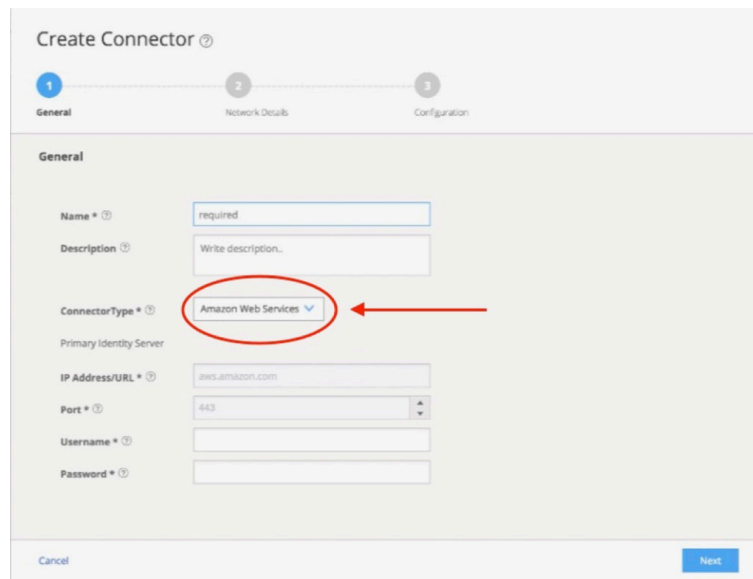 Create Connector ?
1 2 3
General Network Details Configuration
General
Name * ? required
Description ? Write description..
ConnectorType * ? Amazon Web Services
Primary Identity Server
IP Address/URL * ? aws.amazon.com
Port * ? 443
Username * ?
Password * ?
Cancel Next